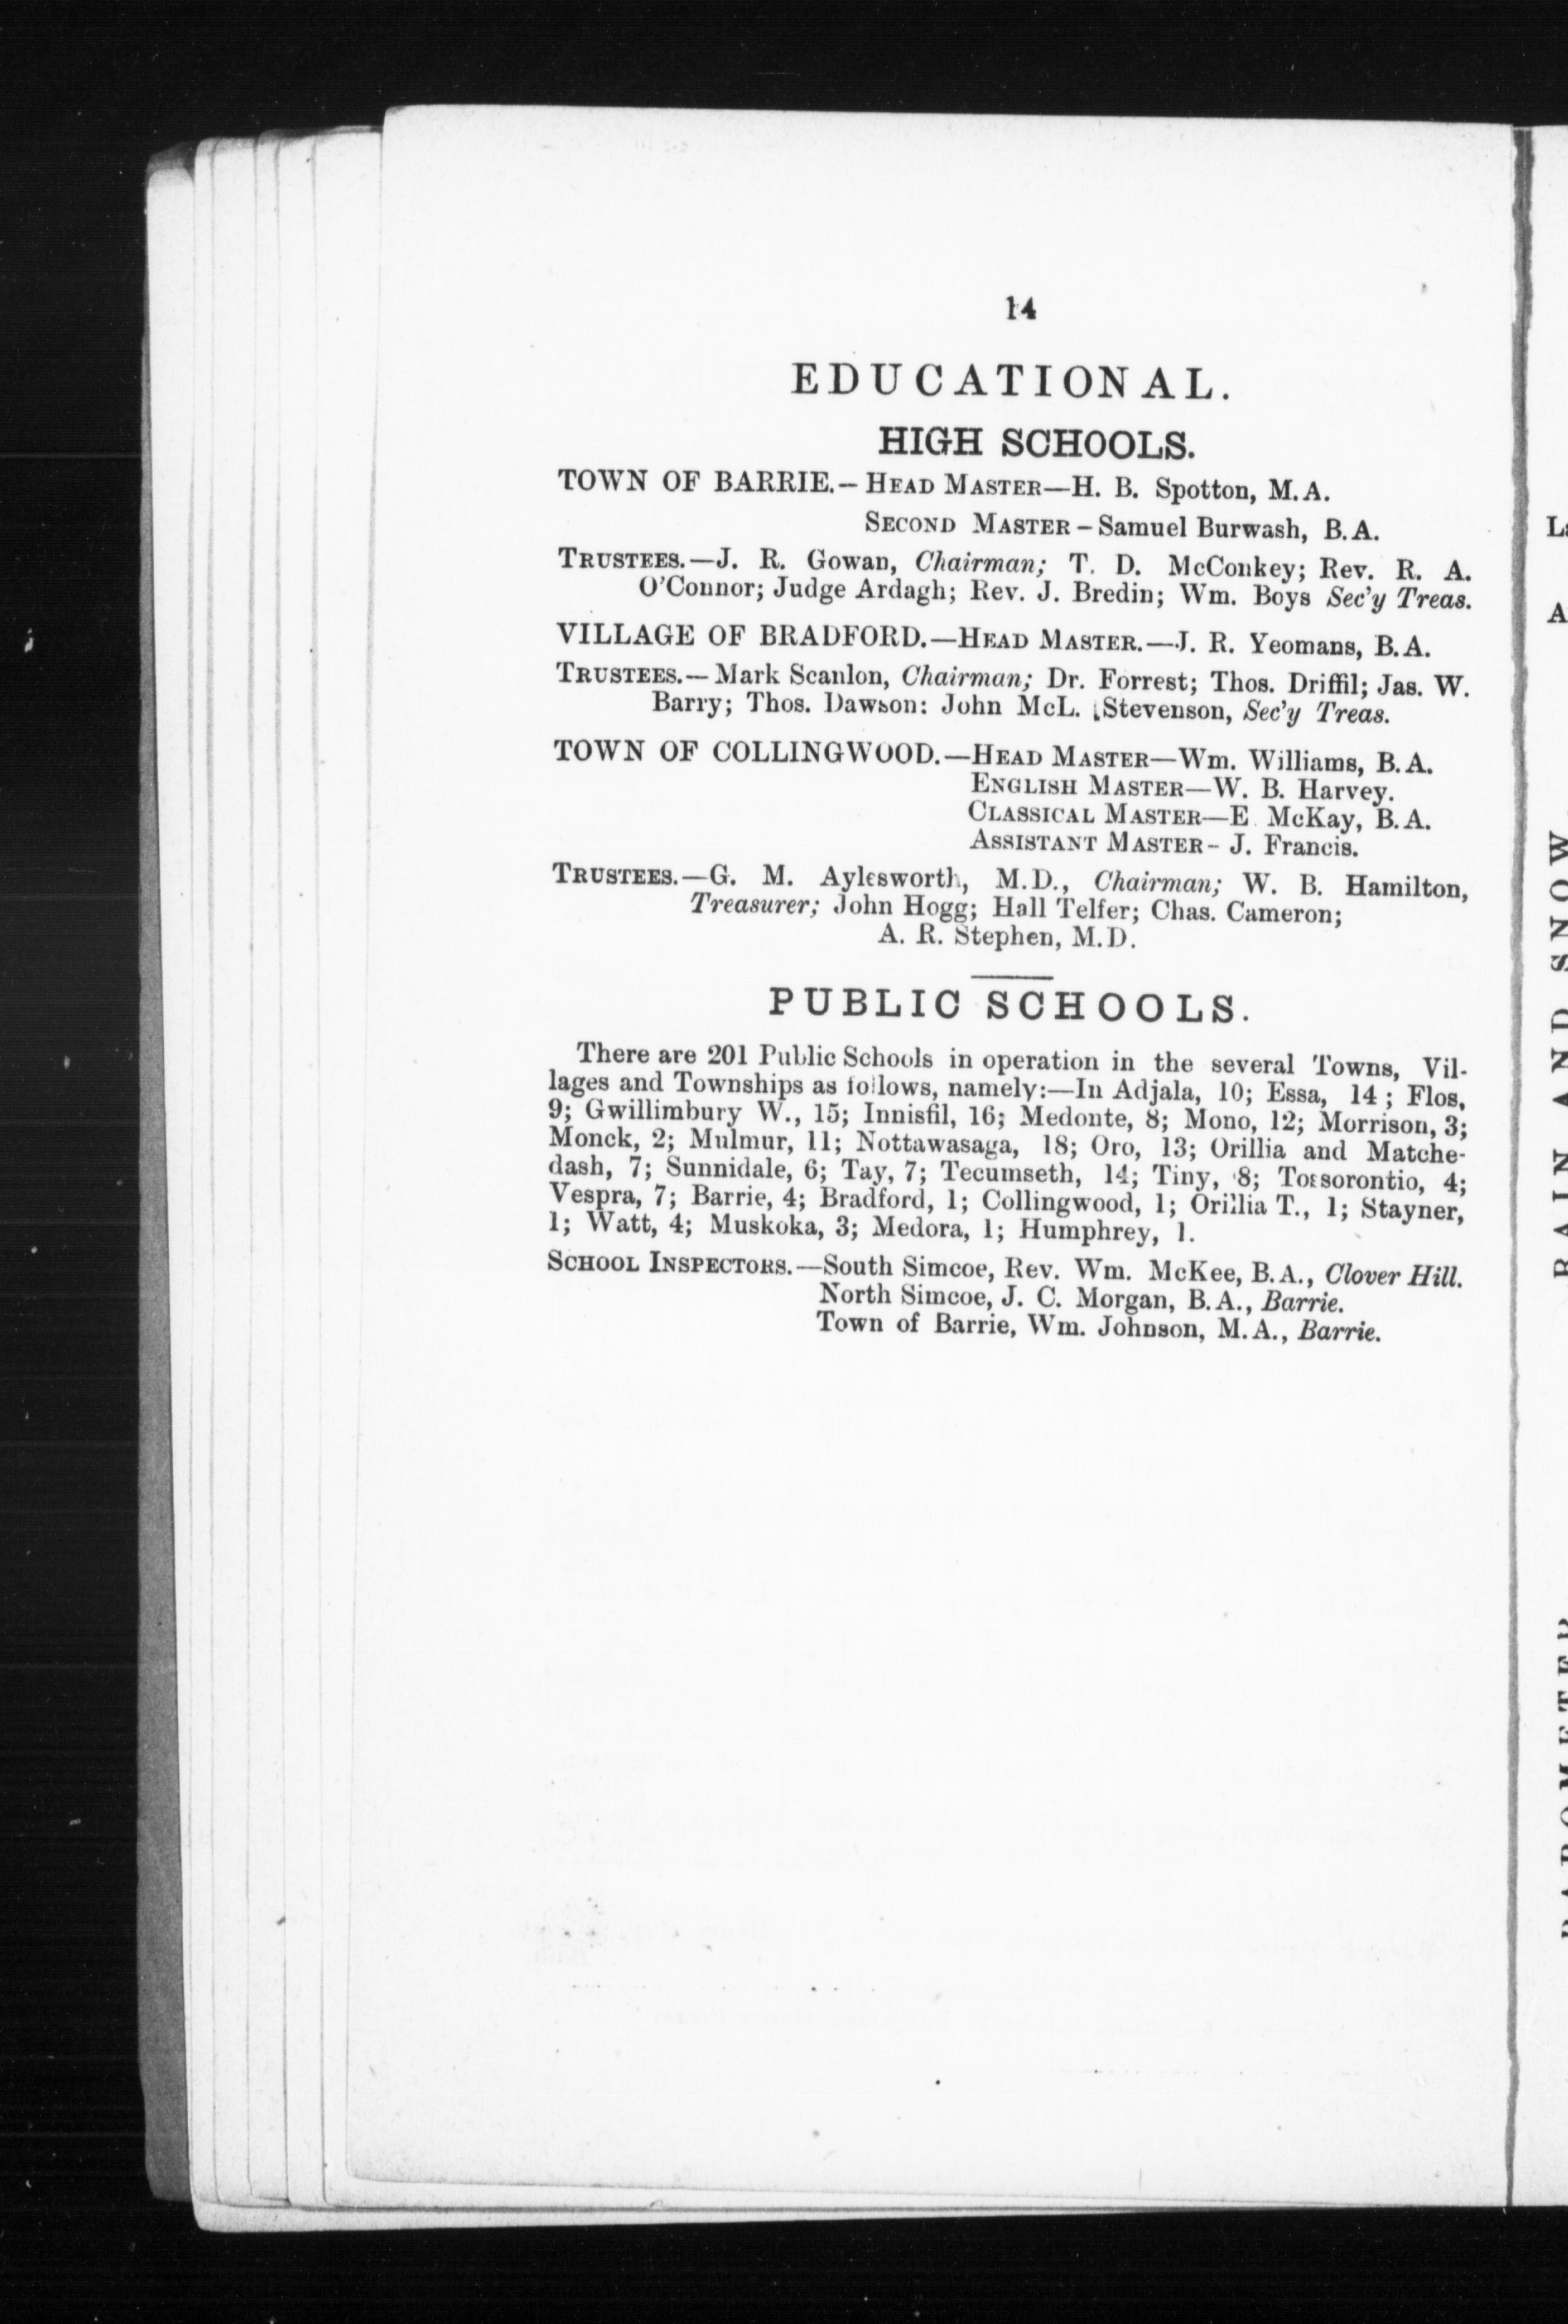 14
EDUCATIONAL.
HIGH SCHOOLS.
TOWN OF BARRIE.—HEAD MASTER—H. B. Spotton, M.A.
SECOND MASTER—Samuel Burwash, B.A.
TRUSTEES.—J. R. Gowan, Chairman; T. D. McConkey; Rev. R. A.
O'Connor; Judge Ardagh; Rev. J. Bredin; Wm. Boys Sec'y Treas.
VILLAGE OF BRADFORD.—HEAD MASTER.—J. R. Yeomans, B.A.
TRUSTEES.—Mark Scanlon, Chairman; Dr. Forrest; Thos. Driffil; Jas. W.
Barry; Thos. Dawson: John McL. Stevenson, Sec'y Treas.
TOWN OF COLLINGWOOD.—HEAD MASTER—Wm. Williams, B.A.
ENGLISH MASTER—W. B. Harvey.
CLASSICAL MASTER—E McKay, B.A.
ASSISTANT MASTER- J. Francis.
TRUSTEES.—G. M. Aylesworth, M.D., Chairman; W. B. Hamilton,
Treasurer; John Hogg; Hall Telfer; Chas. Cameron;
A. R. Stephen, M.D.
PUBLIC SCHOOLS.
There are 201 Public Schools in operation in the several Towns, Vil-
lages and Townships as follows, namely:—In Adjala, 10; Essa, 14; Flos,
9; Gwillimbury W., 15; Innisfil, 16; Medonte, 8; Mono, 12; Morrison, 3;
Monck, 2; Mulmur, 11; Nottawasaga, 18; Oro, 13; Orillia and Matche-
dash, 7; Sunnidale, 6; Tay, 7; Tecumseth, 14; Tiny, 8; Tossorontio, 4;
Vespra, 7; Barrie, 4; Bradford, 1; Collingwood, 1; Orillia T., 1; Stayner,
1; Watt, 4; Muskoka, 3; Medora, 1; Humphrey, 1.
SCHOOL INSPECTORS.—South Simcoe, Rev. Wm. McKee, B.A., Clover Hill.
North Simcoe, J. C. Morgan, B.A., Barrie.
Town of Barrie, Wm. Johnson, M.A., Barrie.
RAIN AND SNOW
BAROMETER